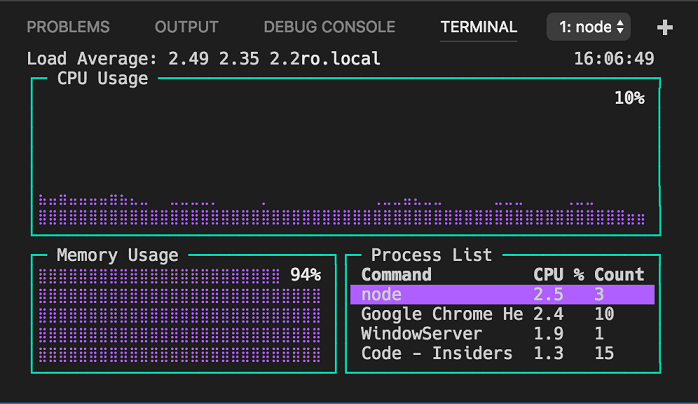 PROBLEMS OUTPUT DEBUG CONSOLE TERMINAL 1: node
Load Average: 2.49 2.35 2.2ro.local 16:06:49
CPU Usage
10%
Memory Usage
94%
Process List
Command CPU % Count
node 2.5 3
Google Chrome He 2.4 10
WindowServer 1.9 1
Code - Insiders 1.3 15